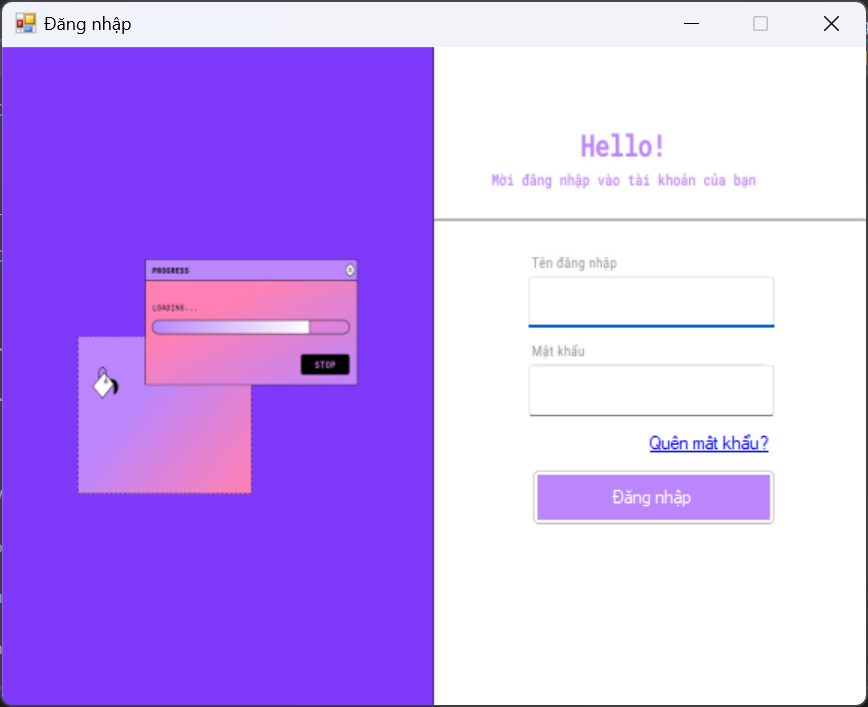 Đăng nhập
PROGRESS
LOADING...
STOP
Hello!
Mời đăng nhập vào tài khoản của bạn
Tên đăng nhập
Mật khẩu
Quên mật khẩu?
Đăng nhập